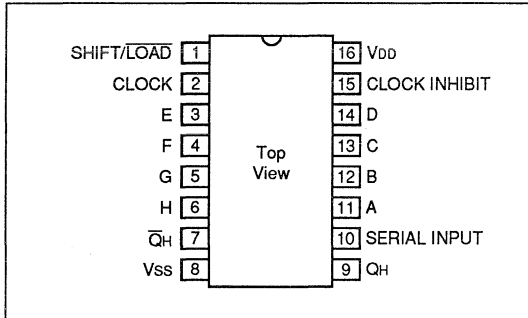 SHIFT/LOAD 1 16 VDD
CLOCK 2 15 CLOCK INHIBIT
E 3 14 D
F 4 13 C
Top
View
G 5 12 B
H 6 11 A
Q̅H 7 10 SERIAL INPUT
Vss 8 9 QH